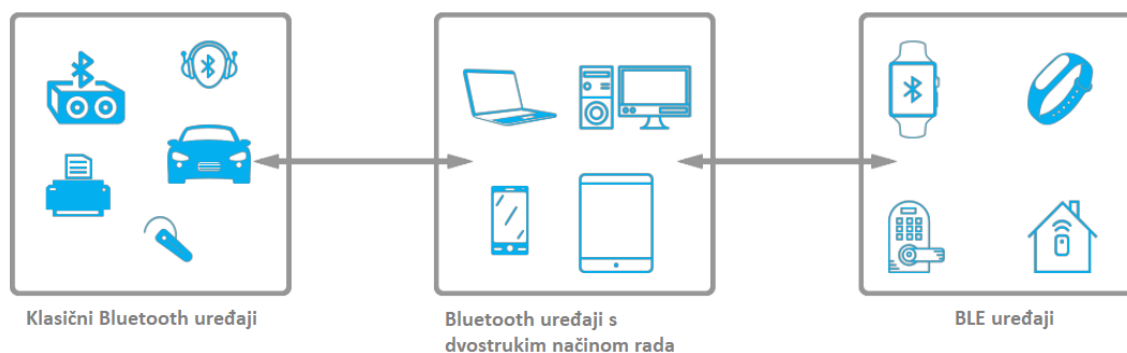 Klasični Bluetooth uređaji
Bluetooth uređaji s
dvostrukim načinom rada
BLE uređaji